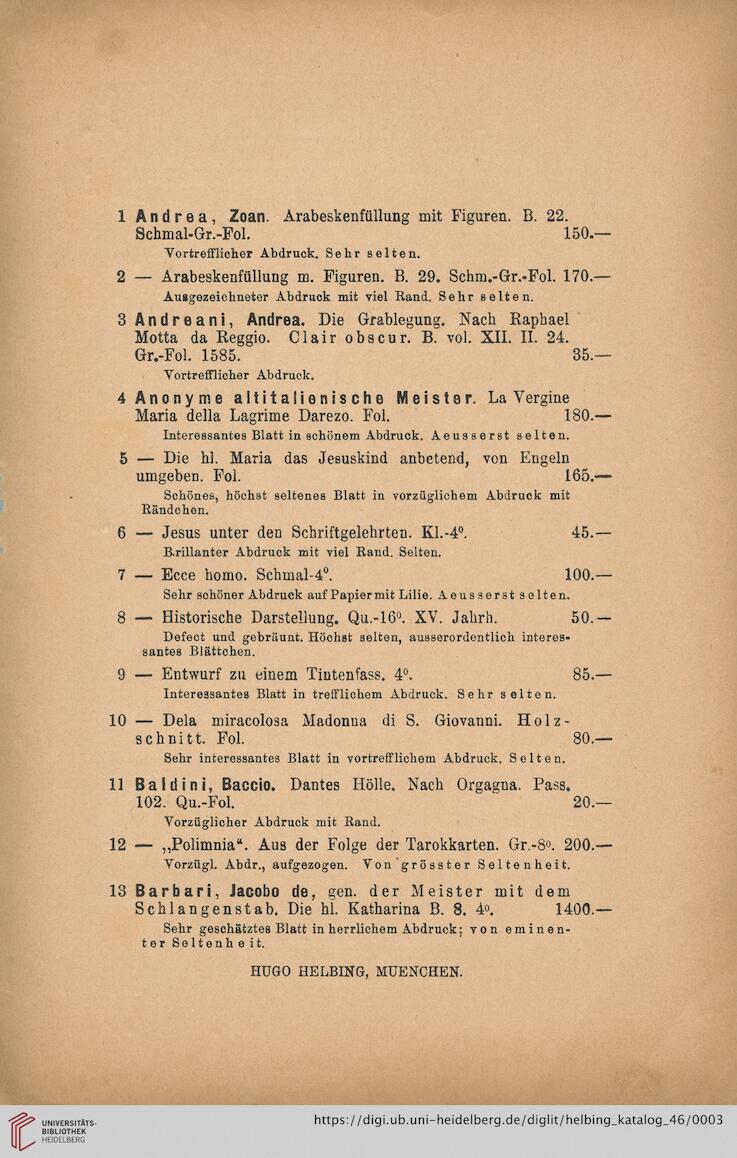 1 Andrea, Zoan. Arabeskenfüllung mit Figuren. B. 22.
Schmal-Gr.-Fol. 150.—
Vortrefflicher Abdruck. Sehr selten.
2 — Arabeskenfüllung m. Figuren. B. 29. Schm.-Gr.-Fol. 170.—
Ausgezeichneter Abdruck mit viel Rand. Sehr selten.
3 Andreani, Andrea. Die Grablegung. Nach Raphael
Motta da Reggio. Clair obscur. B. vol. XII. II. 24.
Gr.-Fol. 1585. 35.—
Vortrefflicher Abdruck.
4 Anonyme altitalienische Meister. La Vergine
Maria della Lagrime Darezo. Fol. 180.—
Interessantes Blatt in schönem Abdruck. Aeusserst selten.
5 — Die hl. Maria das Jesuskind anbetend, von Engeln
umgeben. Fol. 165.—
Schönes, höchst seltenes Blatt in vorzüglichem Abdruck mit
Rändchen.
6 — Jesus unter den Schriftgelehrten. Kl.-4⁰. 45.—
Brillanter Abdruck mit viel Rand. Selten.
7 — Ecce homo. Schmal-4⁰. 100.—
Sehr schöner Abdruck auf Papier mit Lilie. Aeusserst selten.
8 — Historische Darstellung. Qu.-16⁰. XV. Jahrh. 50.—
Defect und gebräunt. Höchst selten, ausserordentlich interes-
santes Blättchen.
9 — Entwurf zu einem Tintenfass. 4⁰. 85.—
Interessantes Blatt in trefflichem Abdruck. Sehr selten.
10 — Dela miracolosa Madonna di S. Giovanni. Holz-
schnitt. Fol. 80.—
Sehr interessantes Blatt in vortrefflichem Abdruck. Selten.
11 Baldini, Baccio. Dantes Hölle. Nach Orgagna. Pass.
102. Qu.-Fol. 20.—
Vorzüglicher Abdruck mit Rand.
12 — „Polimnia“. Aus der Folge der Tarokkarten. Gr.-8⁰. 200.—
Vorzügl. Abdr., aufgezogen. Von grösster Seltenheit.
13 Barbari, Jacobo de, gen. der Meister mit dem
Schlangenstab. Die hl. Katharina B. 8. 4⁰. 1400.—
Sehr geschätztes Blatt in herrlichem Abdruck; von eminen-
ter Seltenheit.
HUGO HELBING, MUENCHEN.
UNIVERSITÄTS-
BIBLIOTHEK
HEIDELBERG
https://digi.ub.uni-heidelberg.de/diglit/helbing_katalog_46/0003